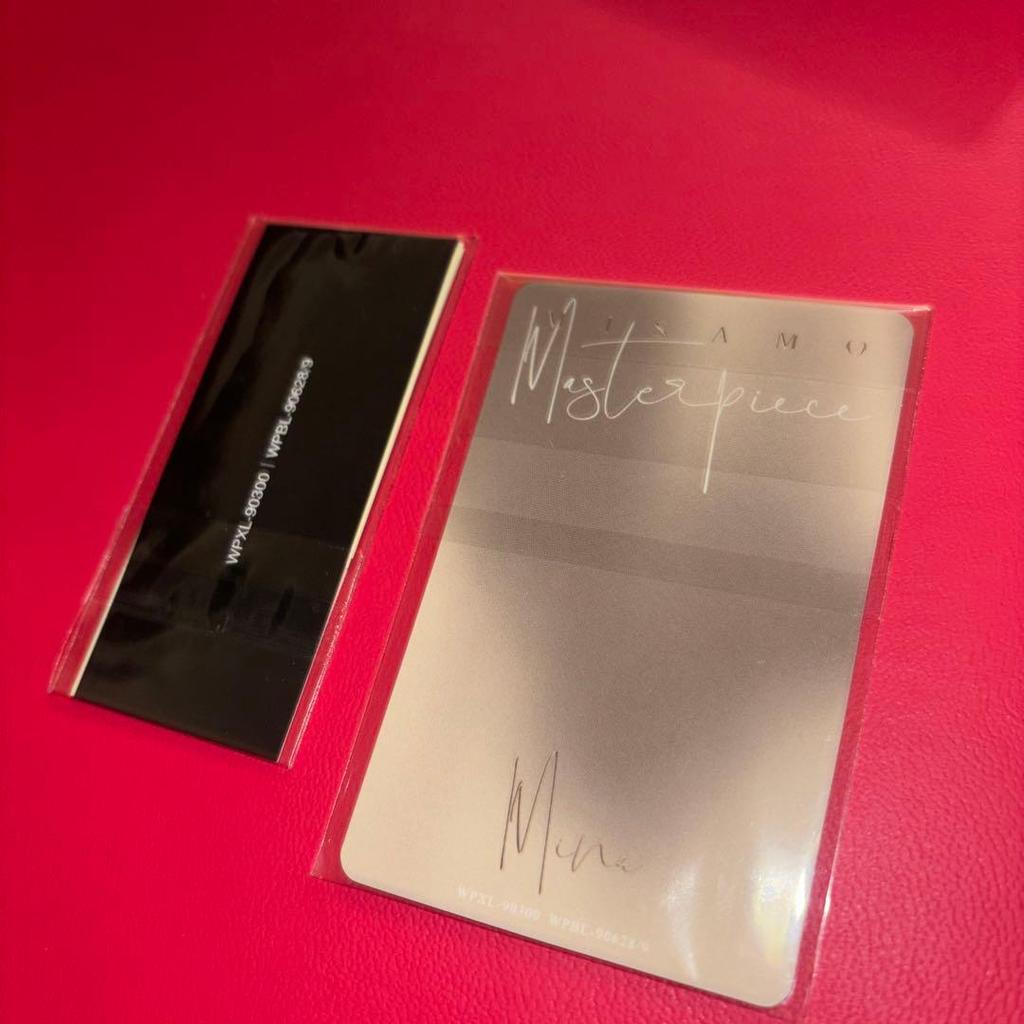 WPXL-90300 | WPBL-90628/9
MISAMO
Masterpiece
Mina
WPXL-90300 WPBL-90628/9